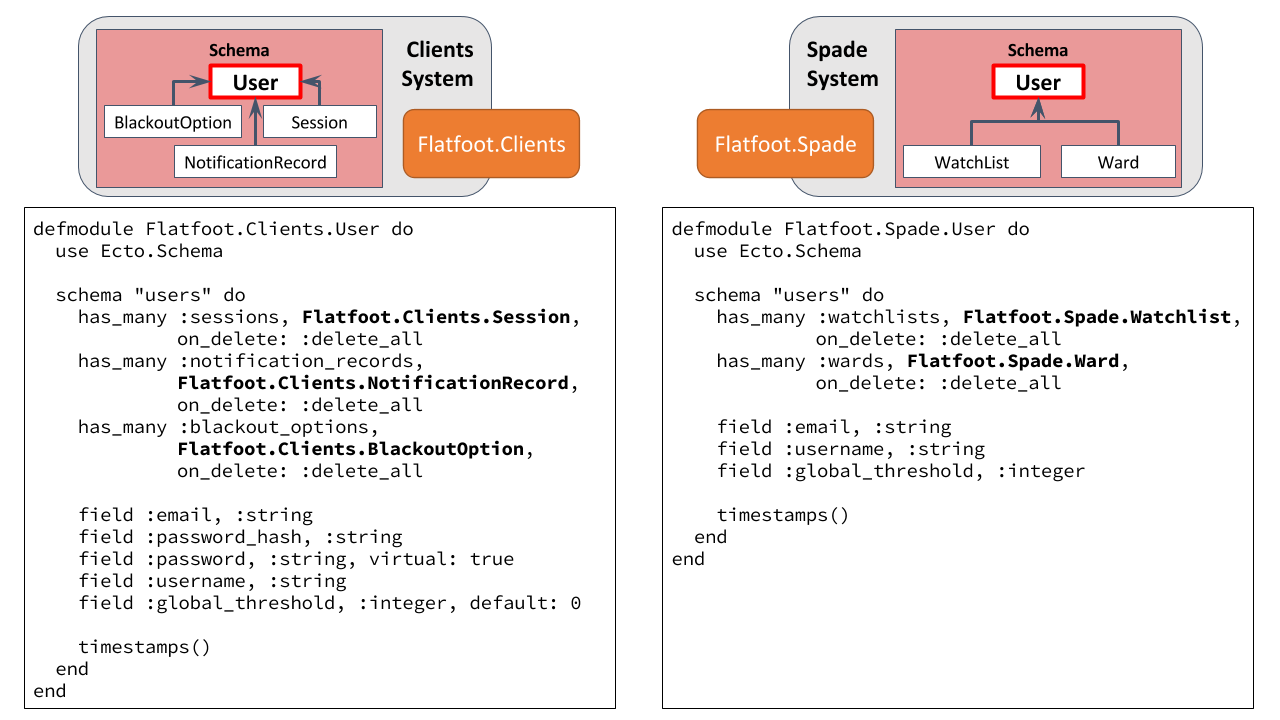 Schema
User
BlackoutOption
Session
NotificationRecord
Clients
System
Flatfoot.Clients
Spade
System
Flatfoot.Spade
Schema
User
WatchList
Ward
defmodule Flatfoot.Clients.User do
  use Ecto.Schema

  schema "users" do
    has_many :sessions, Flatfoot.Clients.Session,
             on_delete: :delete_all
    has_many :notification_records,
             Flatfoot.Clients.NotificationRecord,
             on_delete: :delete_all
    has_many :blackout_options,
             Flatfoot.Clients.BlackoutOption,
             on_delete: :delete_all

    field :email, :string
    field :password_hash, :string
    field :password, :string, virtual: true
    field :username, :string
    field :global_threshold, :integer, default: 0

    timestamps()
  end
end
defmodule Flatfoot.Spade.User do
  use Ecto.Schema

  schema "users" do
    has_many :watchlists, Flatfoot.Spade.Watchlist,
             on_delete: :delete_all
    has_many :wards, Flatfoot.Spade.Ward,
             on_delete: :delete_all

    field :email, :string
    field :username, :string
    field :global_threshold, :integer

    timestamps()
  end
end